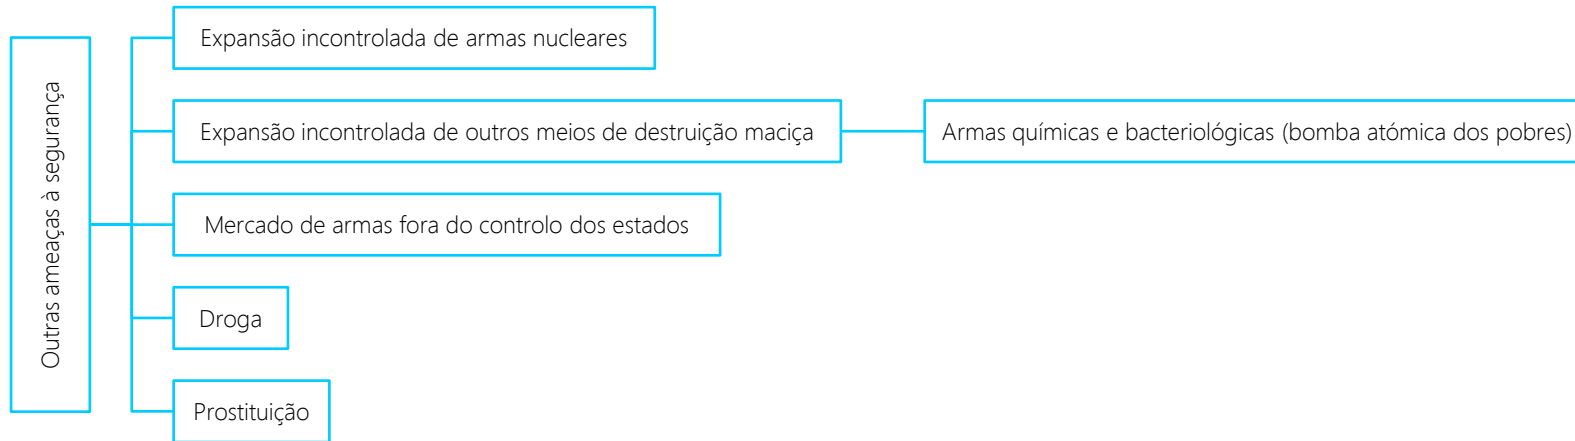 Outras ameaças à segurança
Expansão incontrolada de armas nucleares
Expansão incontrolada de outros meios de destruição maciça
Armas químicas e bacteriológicas (bomba atómica dos pobres)
Mercado de armas fora do controlo dos estados
Droga
Prostituição